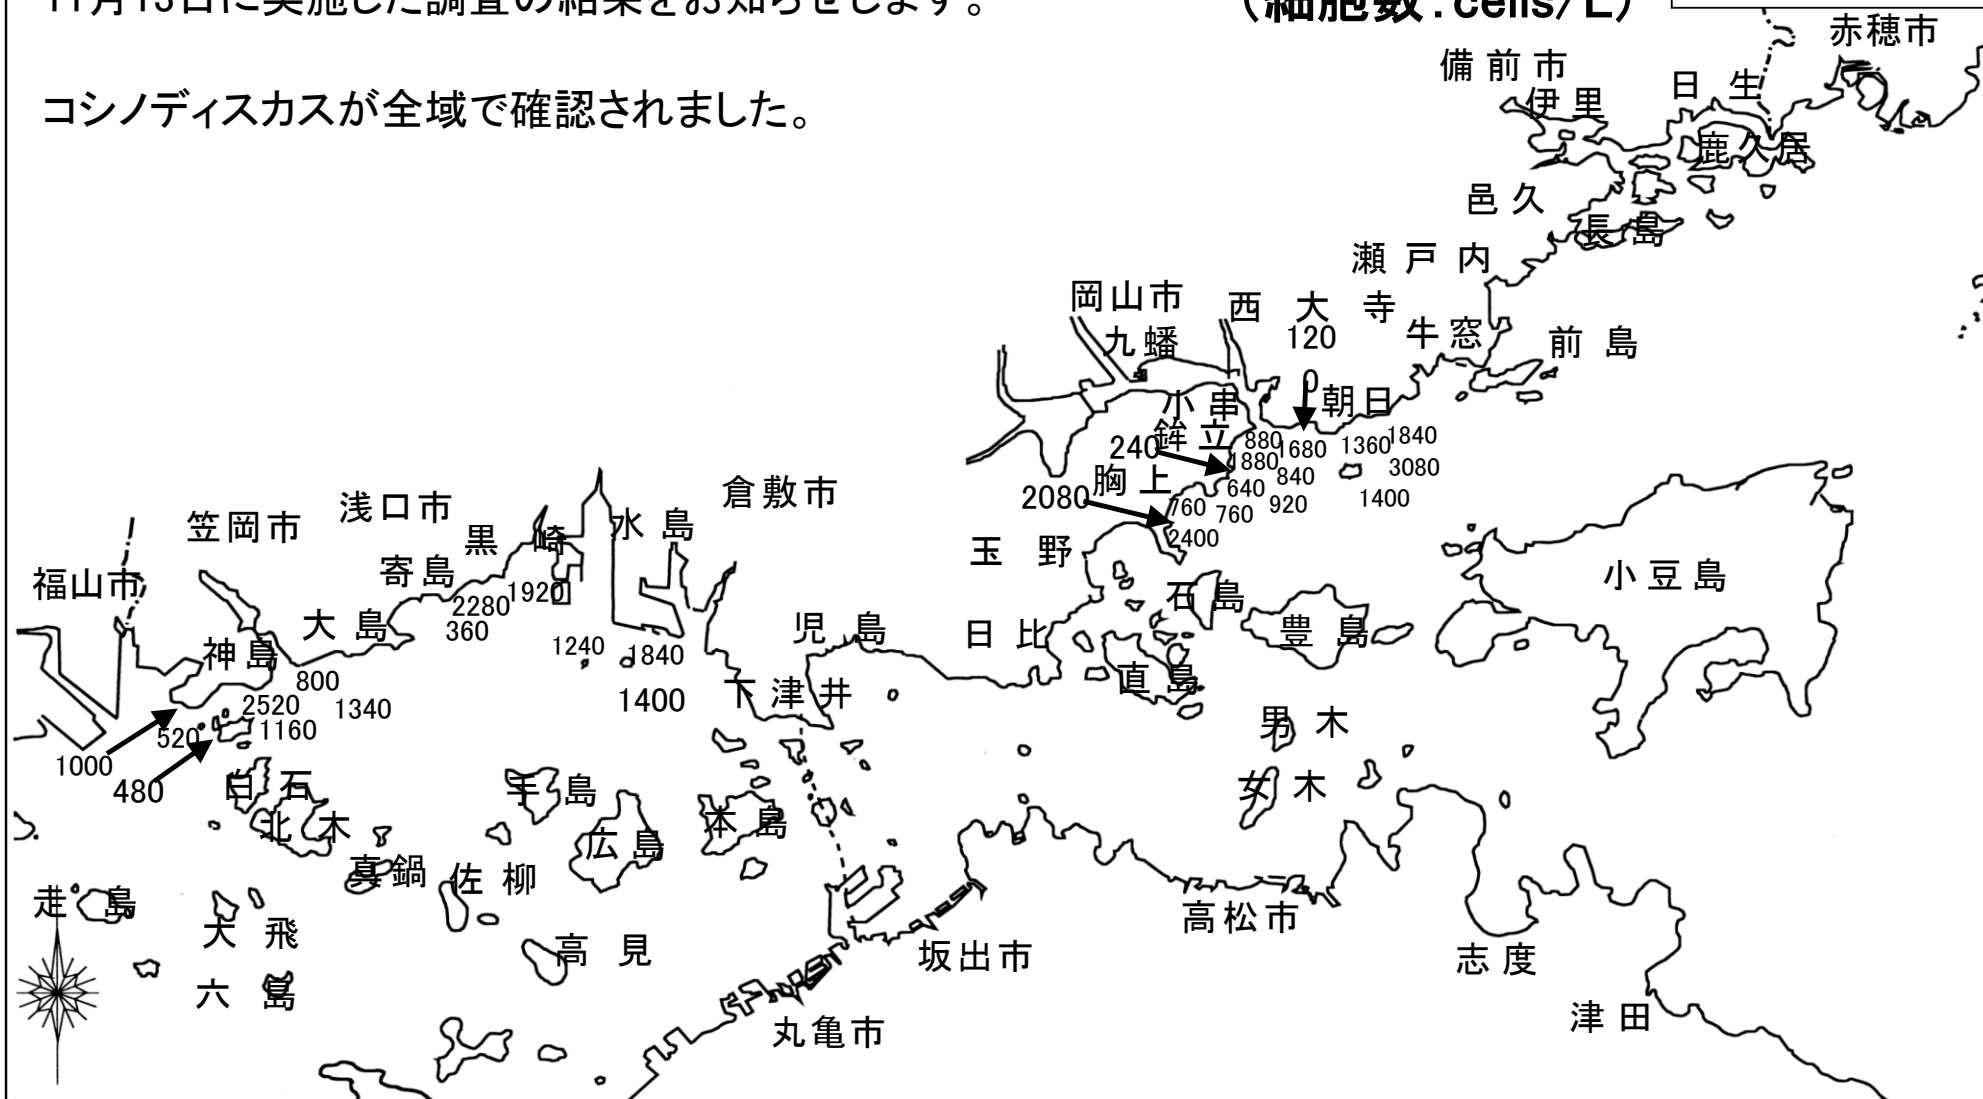 11月13日に実施した調査の結果をお知らせします。
(細胞数:cells/L)
コシノディスカスが全域で確認されました。
赤穂市
備前市
日生
伊里
鹿久居
邑久
長島
瀬戸内
岡山市
西大寺
120
0
牛窓
前島
九蟠
小串
朝日
鉾立
240
880
1680
1360
1840
1880
840
3080
胸上
640
920
1400
2080
760
760
2400
倉敷市
浅口市
笠岡市
黒崎
水島
玉野
福山市
寄島
1920
2280
360
石島
小豆島
大島
児島
日比
豊島
神島
1240
1840
直島
800
1400
下津井
2520
1340
1160
520
男木
1000
480
白石
手島
女木
北木
本島
広島
真鍋
佐柳
走島
高松市
大飛
高見
坂出市
志度
六島
津田
丸亀市